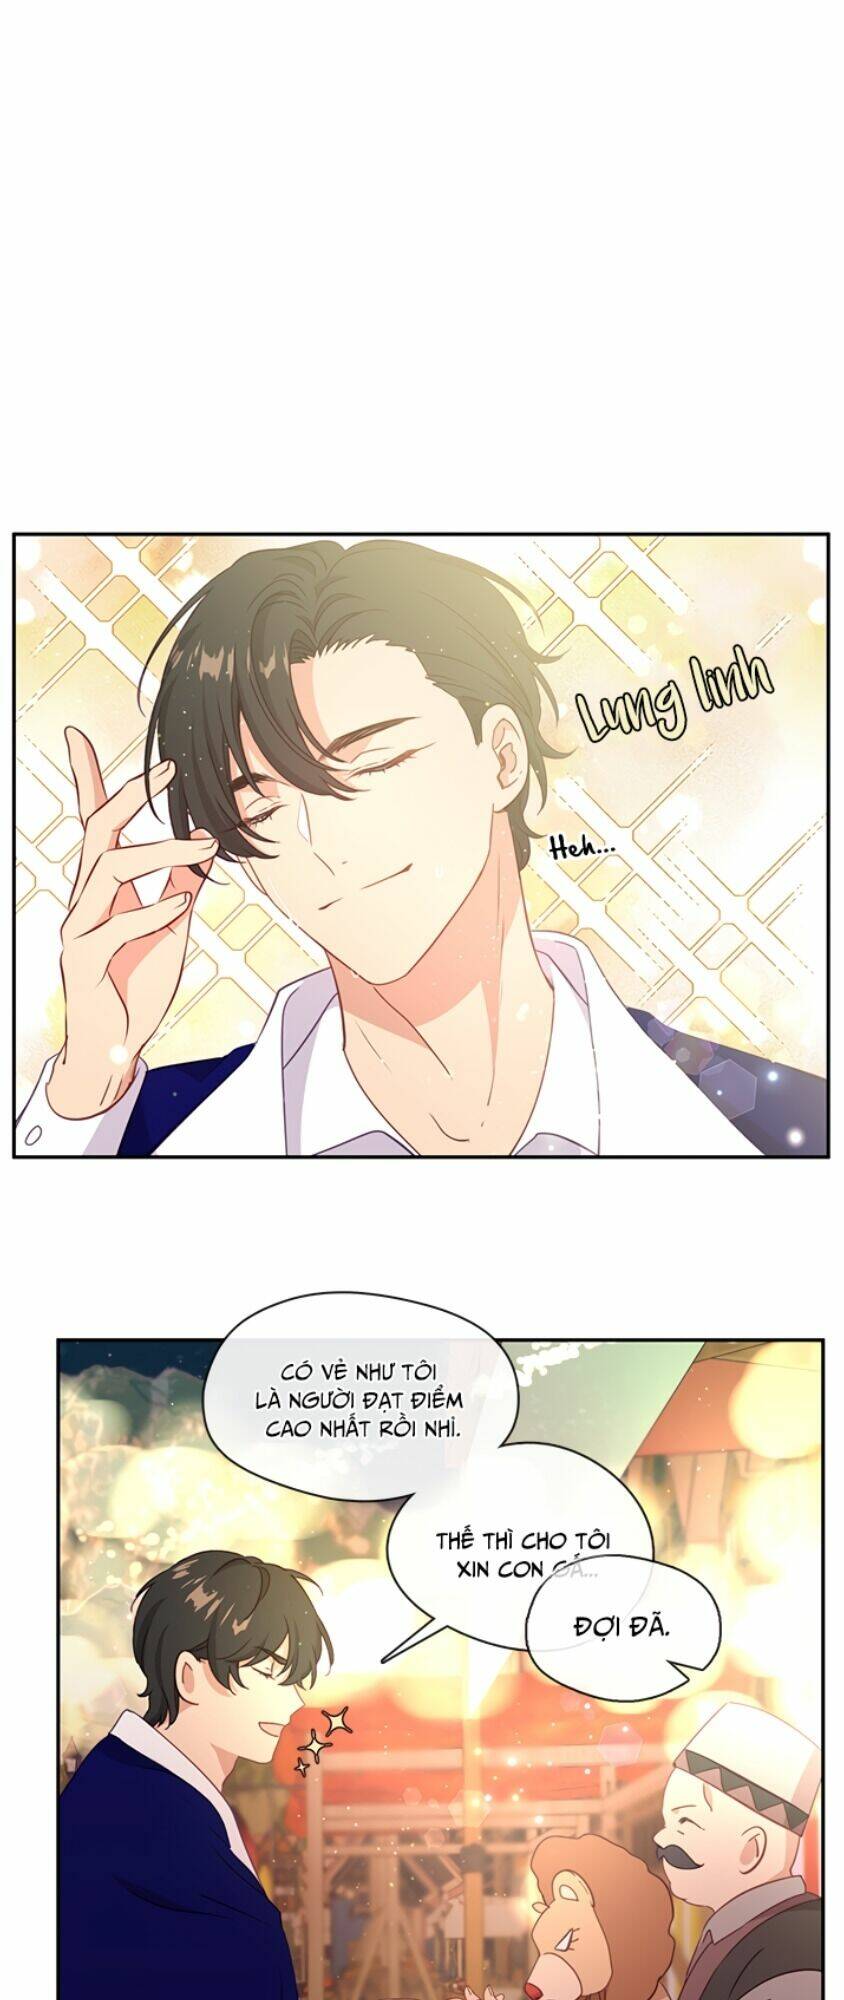 Lung linh
Heh...
CÓ VẺ NHƯ TÔI
LÀ NGƯỜI ĐẠT ĐIỂM
CAO NHẤT RỒI NHỈ.
THẾ THÌ CHO TÔI
XIN CON GẤ...
ĐỢI ĐÃ.